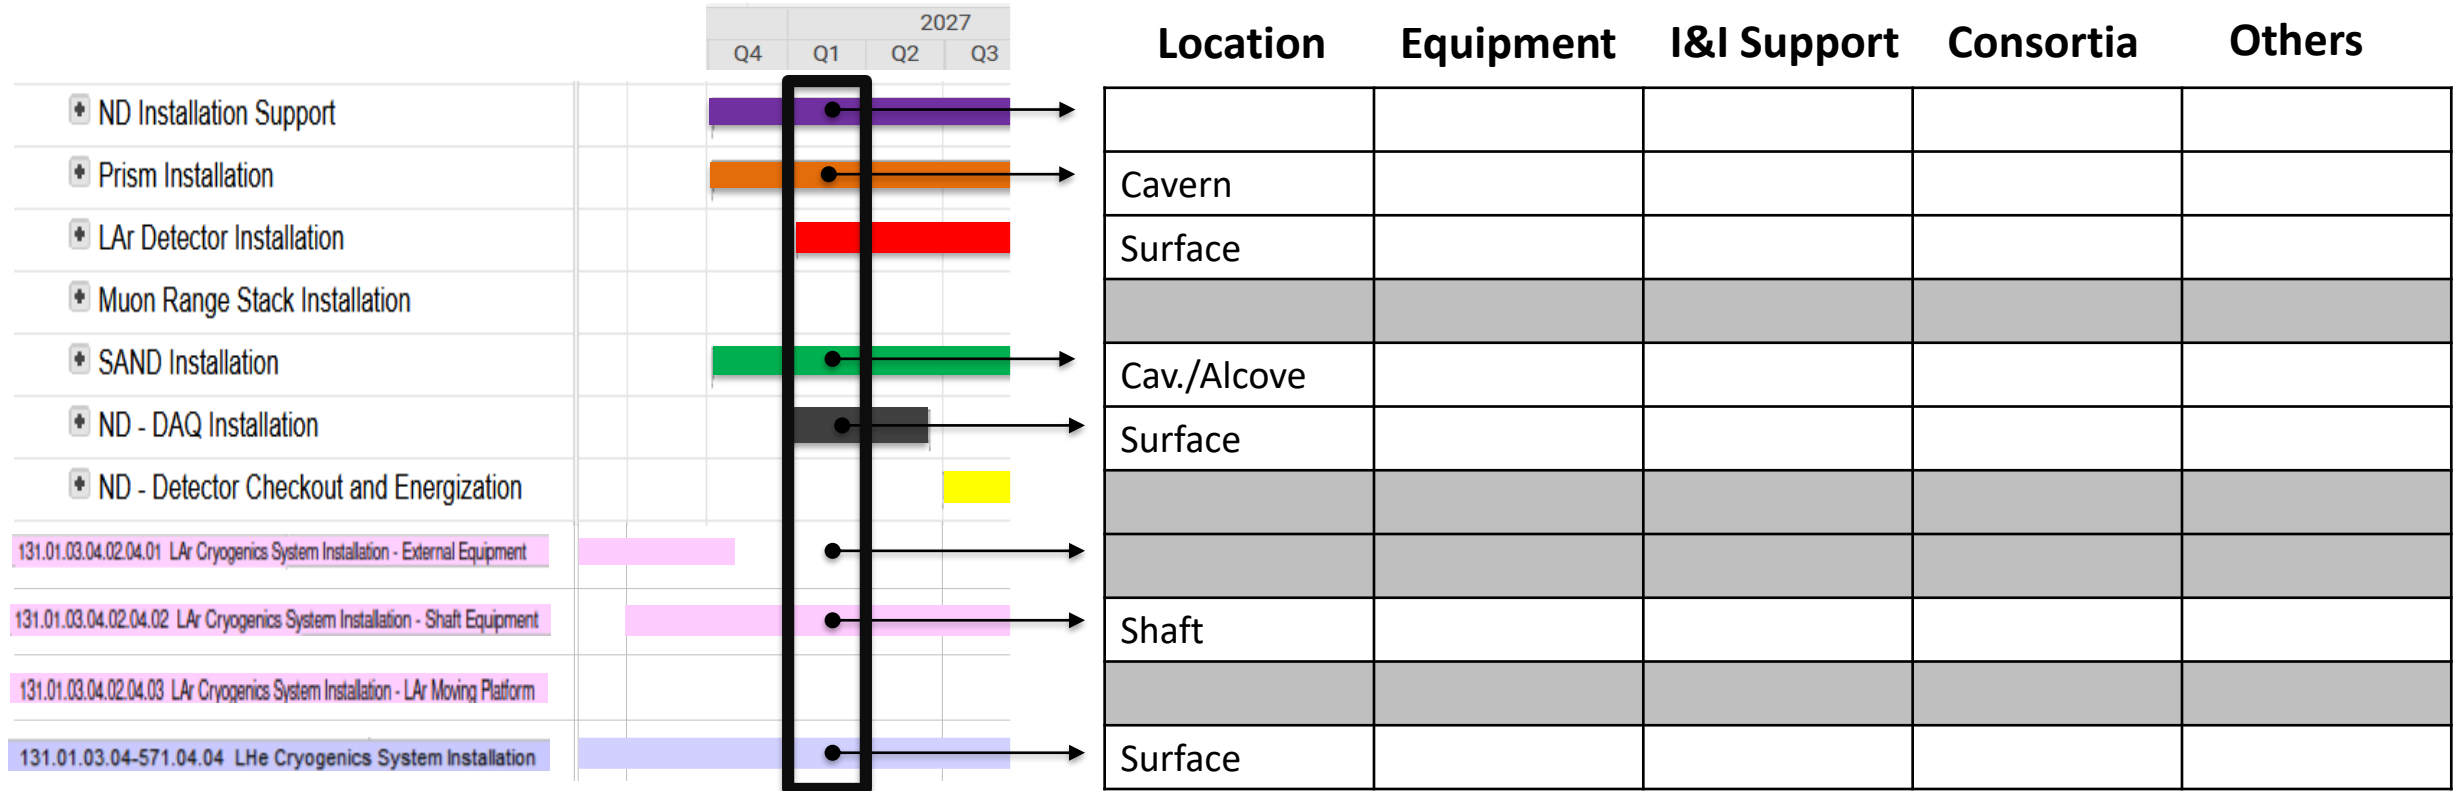 2027
Q4 Q1 Q2 Q3
Location Equipment I&I Support Consortia Others
ND Installation Support
Prism Installation Cavern
LAr Detector Installation Surface
Muon Range Stack Installation
SAND Installation Cav./Alcove
ND - DAQ Installation Surface
ND - Detector Checkout and Energization
131.01.03.04.02.04.01 LAr Cryogenics System Installation - External Equipment
131.01.03.04.02.04.02 LAr Cryogenics System Installation - Shaft Equipment Shaft
131.01.03.04.02.04.03 LAr Cryogenics System Installation - LAr Moving Platform
131.01.03.04-571.04.04 LHe Cryogenics System Installation Surface